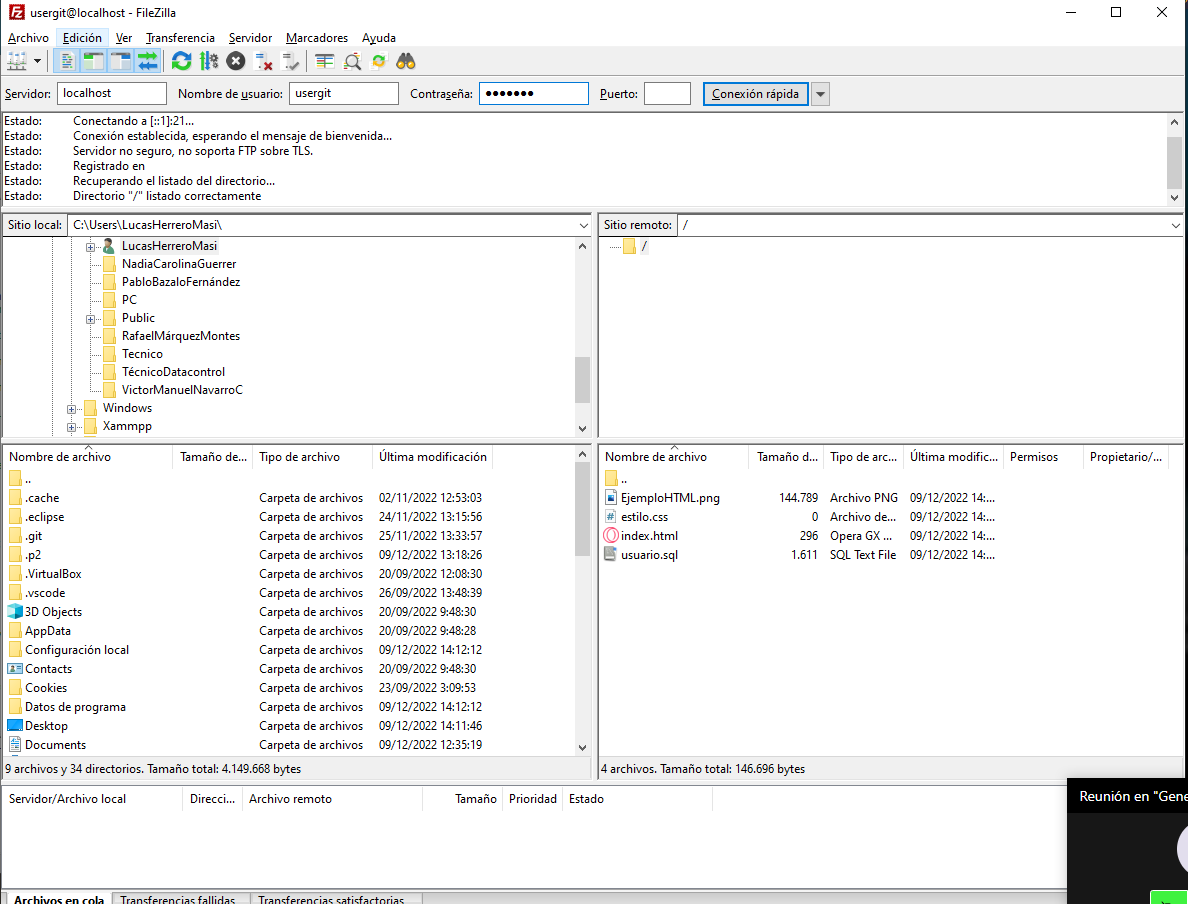 usergit@localhost - FileZilla
Archivo Edición Ver Transferencia Servidor Marcadores Ayuda
Servidor: localhost Nombre de usuario: usergit Contraseña: ●●●●●●● Puerto: Conexión rápida
Estado: Conectando a [::1]:21...
Estado: Conexión establecida, esperando el mensaje de bienvenida...
Estado: Servidor no seguro, no soporta FTP sobre TLS.
Estado: Registrado en
Estado: Recuperando el listado del directorio...
Estado: Directorio "/" listado correctamente
Sitio local: C:\Users\LucasHerreroMasi\
LucasHerreroMasi
NadiaCarolinaGuerrer
PabloBazaloFernández
PC
Public
RafaelMárquezMontes
Tecnico
TécnicoDatacontrol
VictorManuelNavarroC
Windows
Xammpp
Sitio remoto: /
/
Nombre de archivo Tamaño de... Tipo de archivo Última modificación
..
.cache Carpeta de archivos 02/11/2022 12:53:03
.eclipse Carpeta de archivos 24/11/2022 13:15:56
.git Carpeta de archivos 25/11/2022 13:33:57
.p2 Carpeta de archivos 09/12/2022 13:18:26
.VirtualBox Carpeta de archivos 20/09/2022 12:08:30
.vscode Carpeta de archivos 26/09/2022 13:48:39
3D Objects Carpeta de archivos 20/09/2022 9:48:30
AppData Carpeta de archivos 20/09/2022 9:48:28
Configuración local Carpeta de archivos 09/12/2022 14:12:12
Contacts Carpeta de archivos 20/09/2022 9:48:30
Cookies Carpeta de archivos 23/09/2022 3:09:53
Datos de programa Carpeta de archivos 09/12/2022 14:12:12
Desktop Carpeta de archivos 09/12/2022 14:11:46
Documents Carpeta de archivos 09/12/2022 12:35:19
9 archivos y 34 directorios. Tamaño total: 4.149.668 bytes
Nombre de archivo Tamaño d... Tipo de arc... Última modific... Permisos Propietario/...
..
EjemploHTML.png 144.789 Archivo PNG 09/12/2022 14:...
estilo.css 0 Archivo de... 09/12/2022 14:...
index.html 296 Opera GX ... 09/12/2022 14:...
usuario.sql 1.611 SQL Text File 09/12/2022 14:...
4 archivos. Tamaño total: 146.696 bytes
Servidor/Archivo local Direcci... Archivo remoto Tamaño Prioridad Estado
Reunión en "Gene
Archivos en cola Transferencias fallidas Transferencias satisfactorias